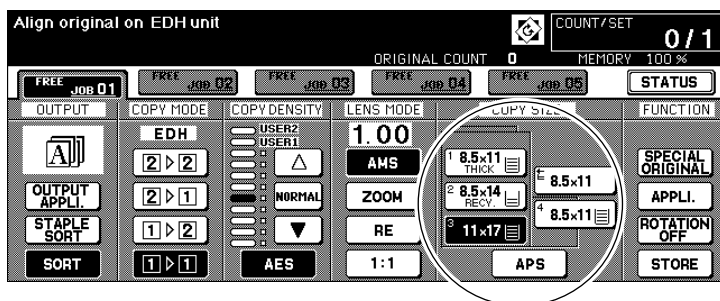 Align original on EDH unit
COUNT/SET
0/1
ORIGINAL COUNT 0 MEMORY 100 %
FREE JOB 01
FREE JOB 02
FREE JOB 03
FREE JOB 04
FREE JOB 05
STATUS
OUTPUT
COPY MODE
COPY DENSITY
LENS MODE
COPY SIZE
FUNCTION
A
OUTPUT
APPLI.
STAPLE
SORT
SORT
EDH
2 ▷ 2
2 ▷ 1
1 ▷ 2
1 ▷ 1
USER2
USER1
△
NORMAL
▼
AES
1.00
AMS
ZOOM
RE
1:1
1 8.5x11
THICK
2 8.5x14
RECY.
3 11x17
8.5x11
4 8.5x11
APS
SPECIAL
ORIGINAL
APPLI.
ROTATION
OFF
STORE